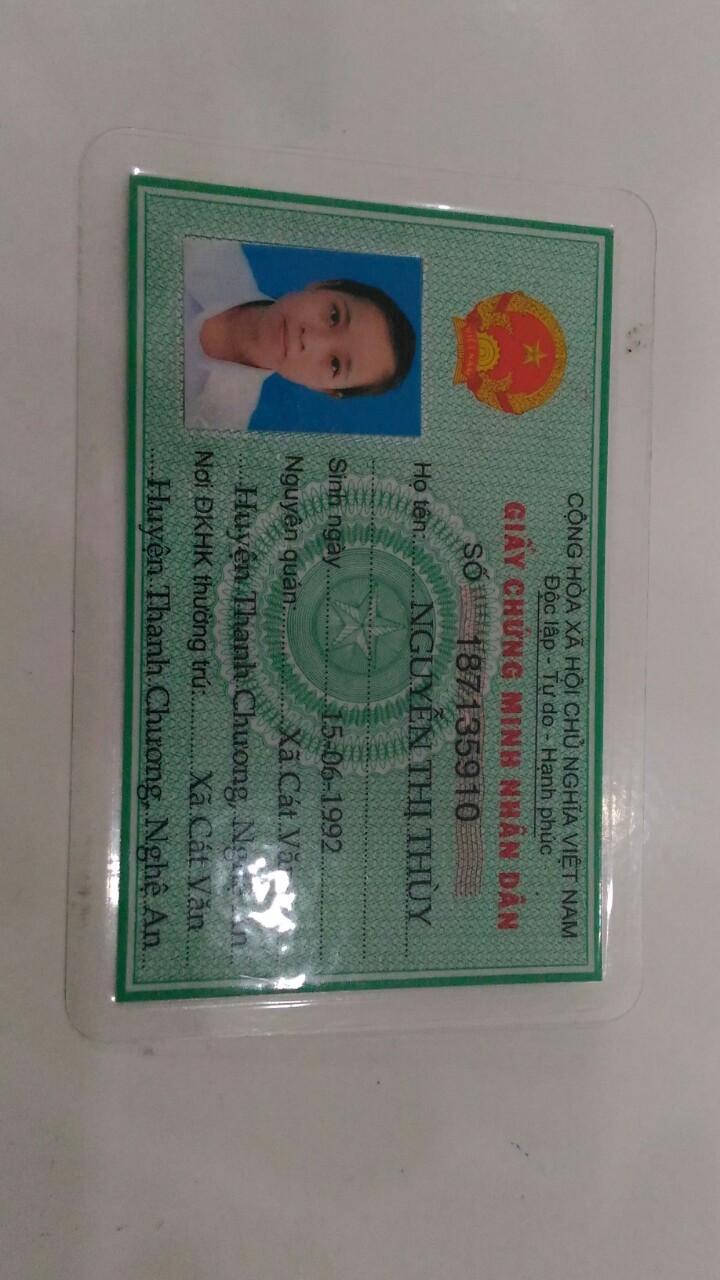 CỘNG HÒA XÃ HỘI CHỦ NGHĨA VIỆT NAM
Độc lập - Tự do - Hạnh phúc
GIẤY CHỨNG MINH NHÂN DÂN
SỐ 187135910
VIỆT NAM
Họ tên: NGUYỄN THỊ THÙY
Sinh ngày 15-06-1992
Nguyên quán: Xã Cát Văn
Huyện Thanh Chương, Nghệ An
Nơi ĐKHK thường trú: Xã Cát Văn
Huyện Thanh Chương, Nghệ An